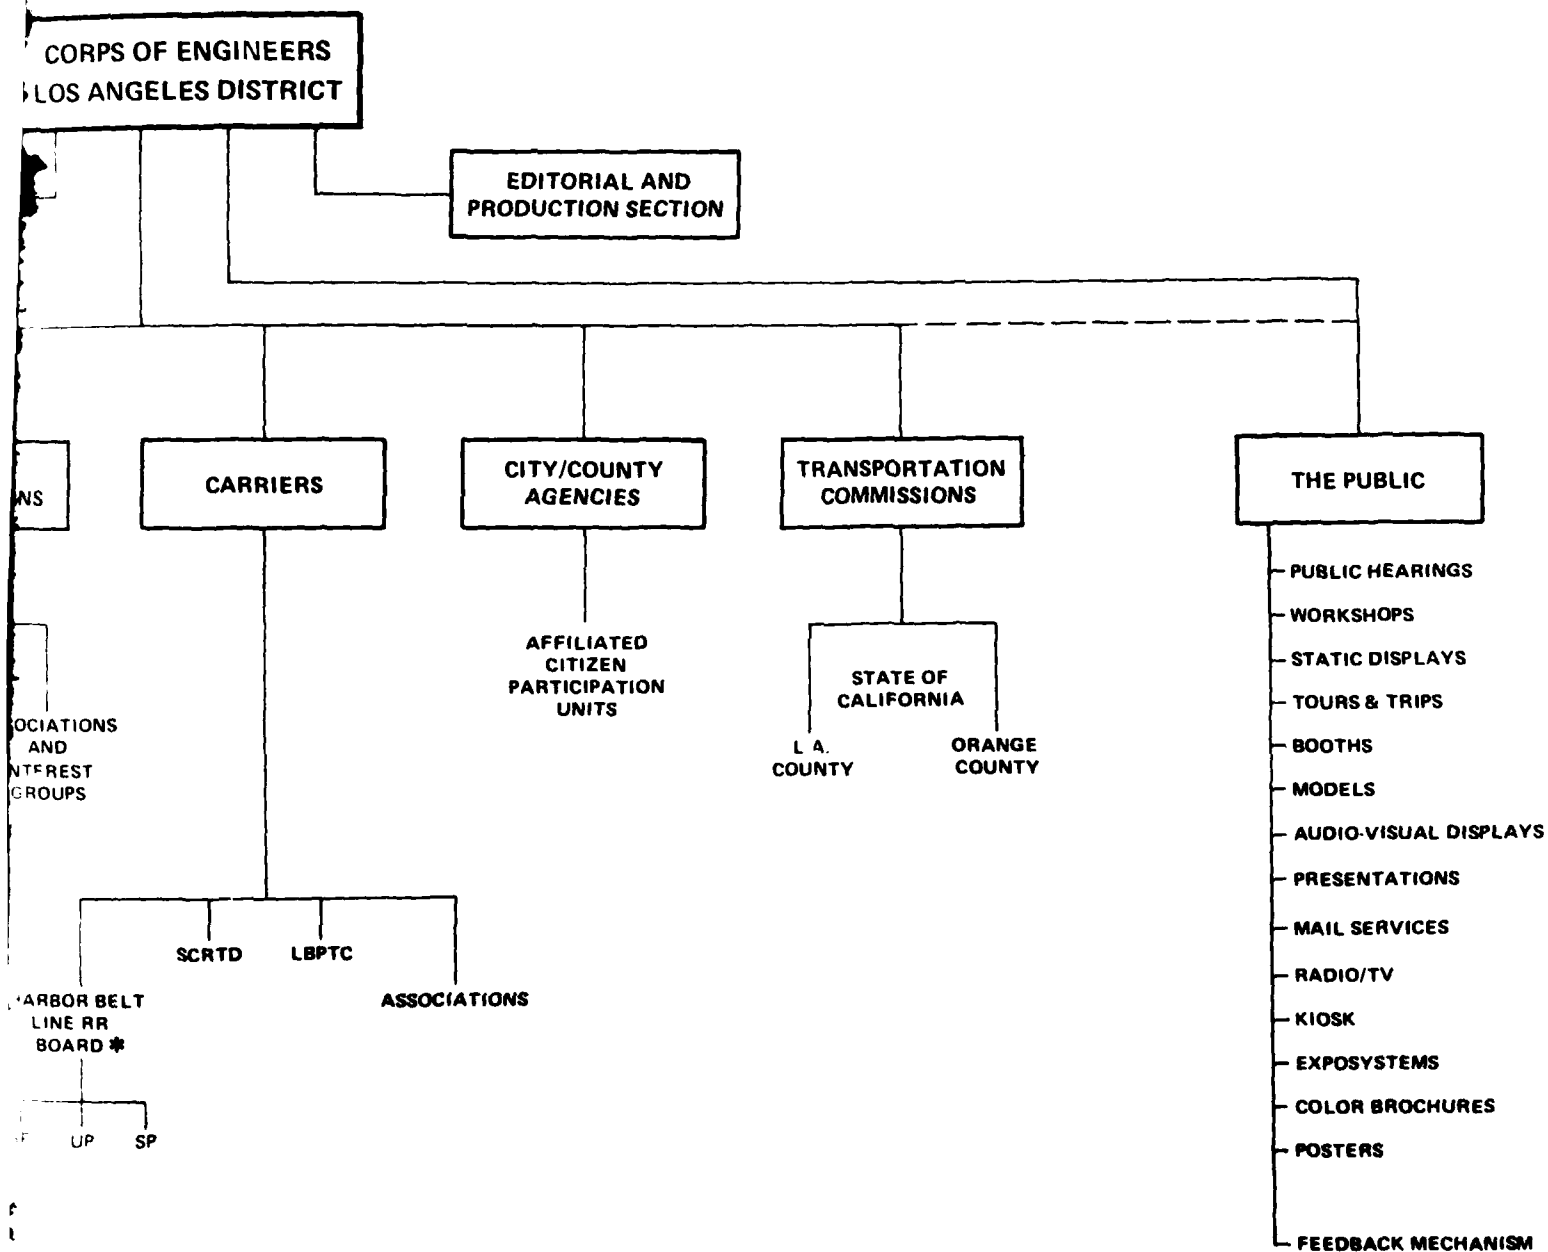 CORPS OF ENGINEERS
LOS ANGELES DISTRICT
EDITORIAL AND
PRODUCTION SECTION
CARRIERS
CITY/COUNTY
AGENCIES
TRANSPORTATION
COMMISSIONS
THE PUBLIC
AND
GROUPS
AFFILIATED
CITIZEN
PARTICIPATION
UNITS
STATE OF
CALIFORNIA
L.A.
COUNTY
ORANGE
COUNTY
SCRTD
LBPTC
ASSOCIATIONS
BELT
LINE RR
BOARD *
UP
SP
PUBLIC HEARINGS
WORKSHOPS
STATIC DISPLAYS
TOURS & TRIPS
BOOTHS
MODELS
AUDIO-VISUAL DISPLAYS
PRESENTATIONS
MAIL SERVICES
RADIO/TV
KIOSK
EXPOSYSTEMS
COLOR BROCHURES
POSTERS
FEEDBACK MECHANISM